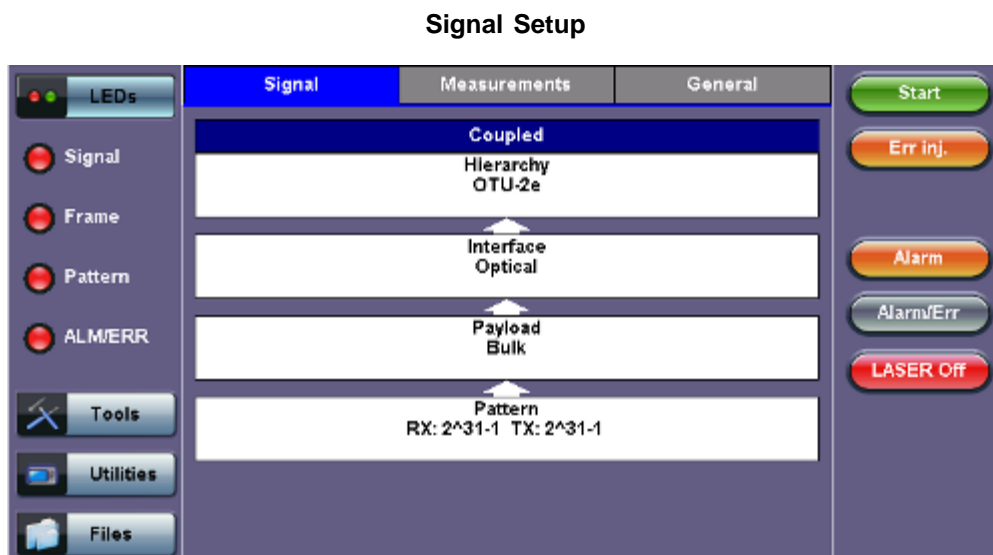 Signal Setup
LEDs
Signal
Frame
Pattern
ALM/ERR
Tools
Utilities
Files
Signal
Measurements
General
Coupled
Hierarchy
OTU-2e
Interface
Optical
Payload
Bulk
Pattern
RX: 2^31-1 TX: 2^31-1
Start
Err inj.
Alarm
Alarm/Err
LASER Off